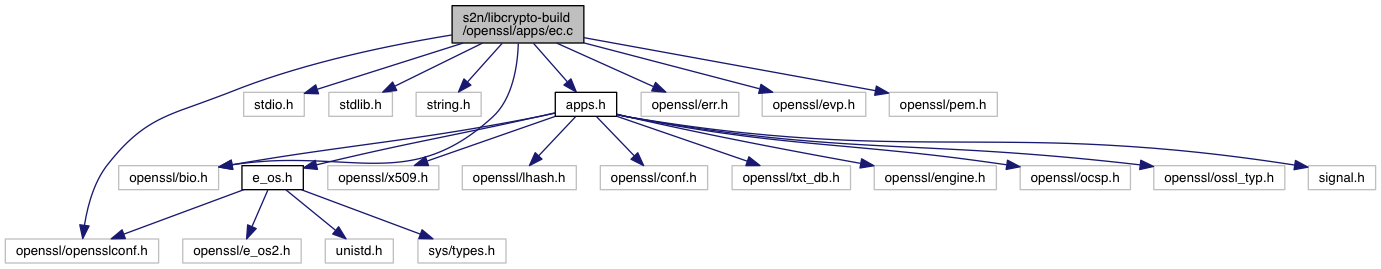 s2n/libcrypto-build
/openssl/apps/ec.c
stdio.h
stdlib.h
string.h
apps.h
openssl/err.h
openssl/evp.h
openssl/pem.h
openssl/bio.h
e_os.h
openssl/x509.h
openssl/lhash.h
openssl/conf.h
openssl/txt_db.h
openssl/engine.h
openssl/ocsp.h
openssl/ossl_typ.h
signal.h
openssl/opensslconf.h
openssl/e_os2.h
unistd.h
sys/types.h